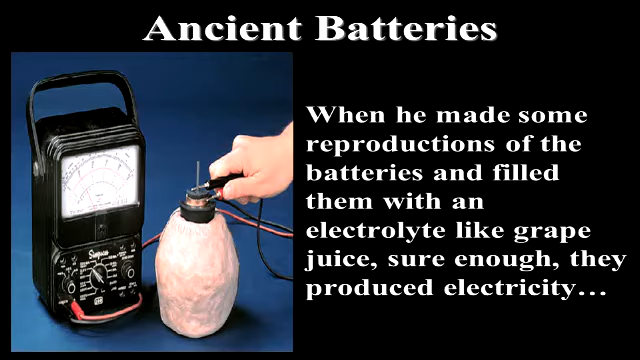 Ancient Batteries
When he made some
reproductions of the
batteries and filled
them with an
electrolyte like grape
juice, sure enough, they
produced electricity...
Simpson